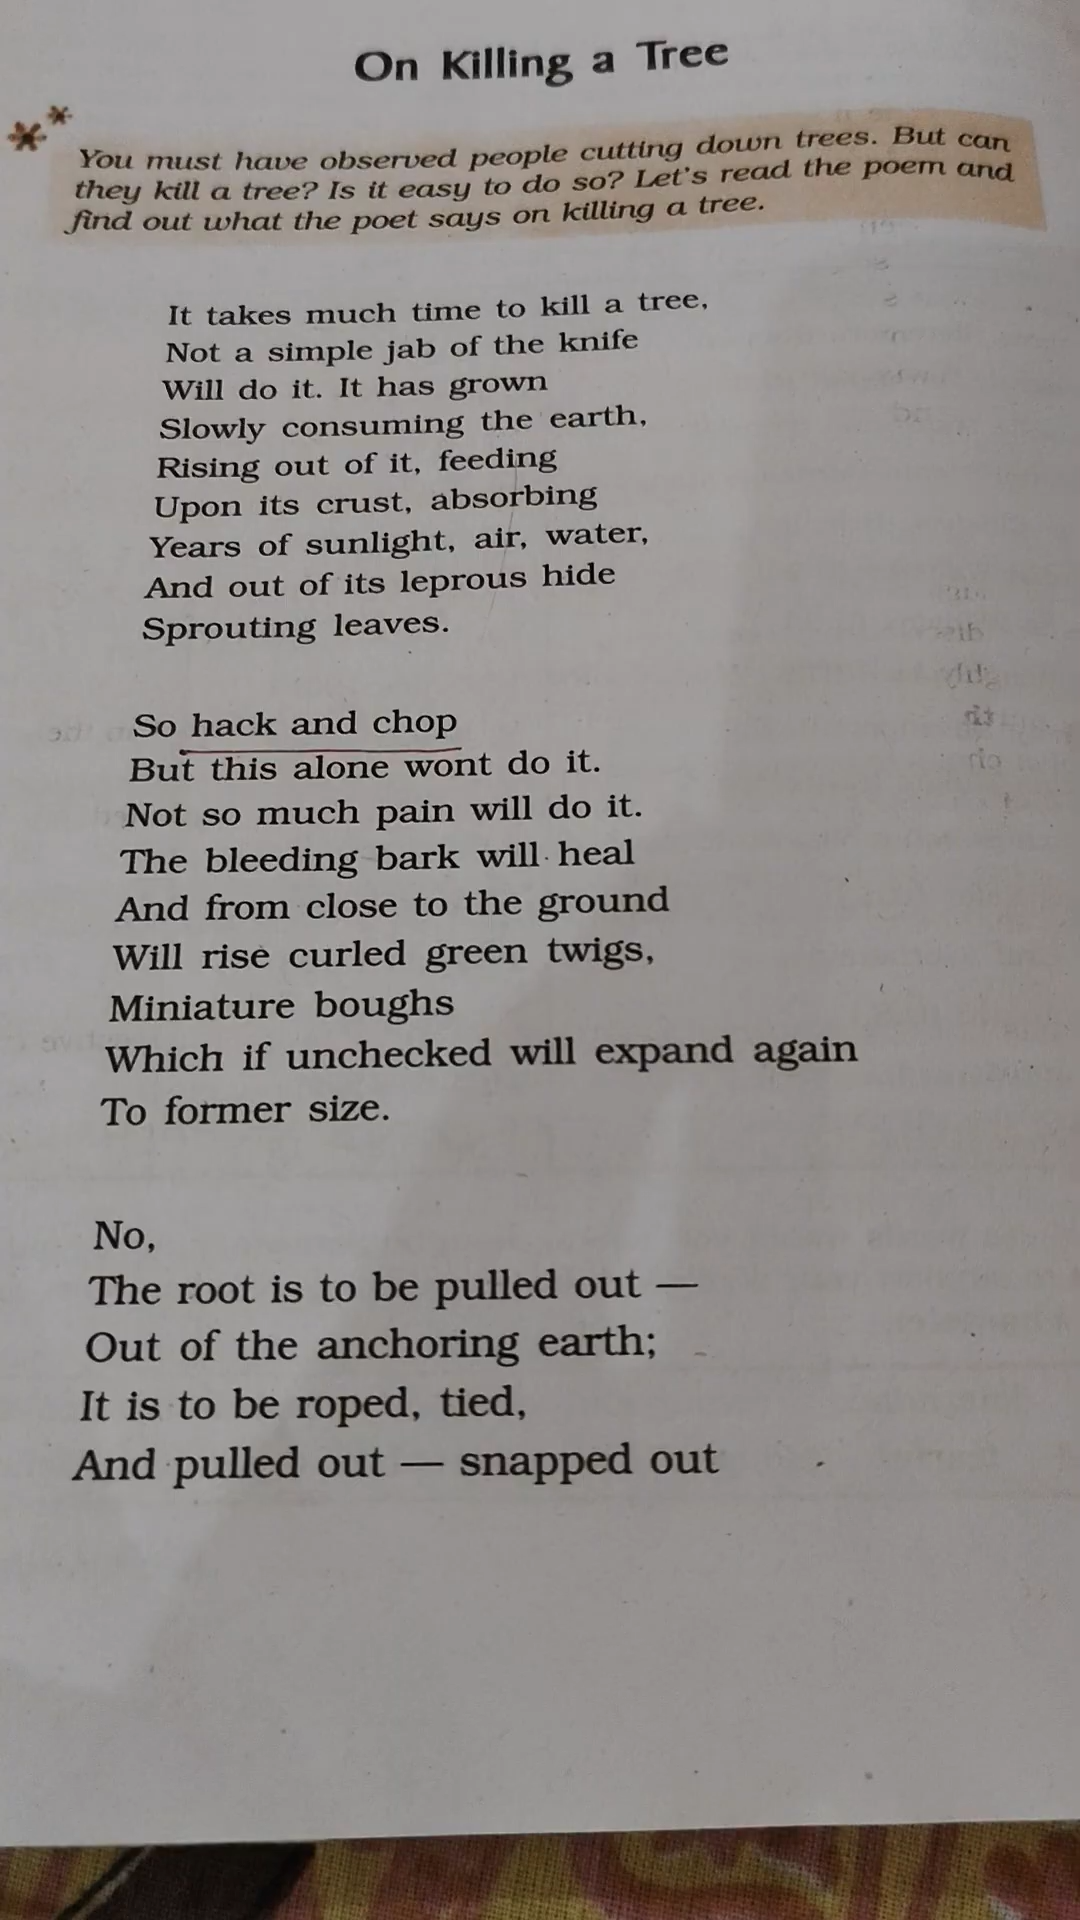 On Killing a Tree
You must have observed people cutting down trees. But can
they kill a tree? Is it easy to do so? Let's read the poem and
find out what the poet says on killing a tree.
It takes much time to kill a tree,
Not a simple jab of the knife
Will do it. It has grown
Slowly consuming the earth,
Rising out of it, feeding
Upon its crust, absorbing
Years of sunlight, air, water,
And out of its leprous hide
Sprouting leaves.
So hack and chop
But this alone wont do it.
Not so much pain will do it.
The bleeding bark will heal
And from close to the ground
Will rise curled green twigs,
Miniature boughs
Which if unchecked will expand again
To former size.
No,
The root is to be pulled out —
Out of the anchoring earth;
It is to be roped, tied,
And pulled out — snapped out